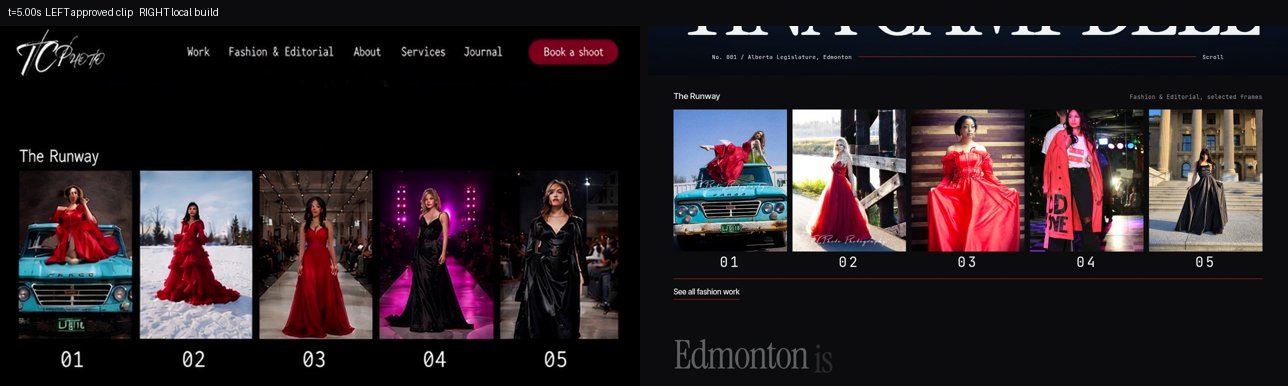 t=5.00s LEFT approved clip RIGHT local build
TCPhoto
Work Fashion & Editorial About Services Journal Book a shoot
The Runway
01 02 03 04 05
TINA CAMPBELL
No. 001 / Alberta Legislature, Edmonton
Scroll
The Runway
Fashion & Editorial, selected frames
01 02 03 04 05
See all fashion work
Edmonton is